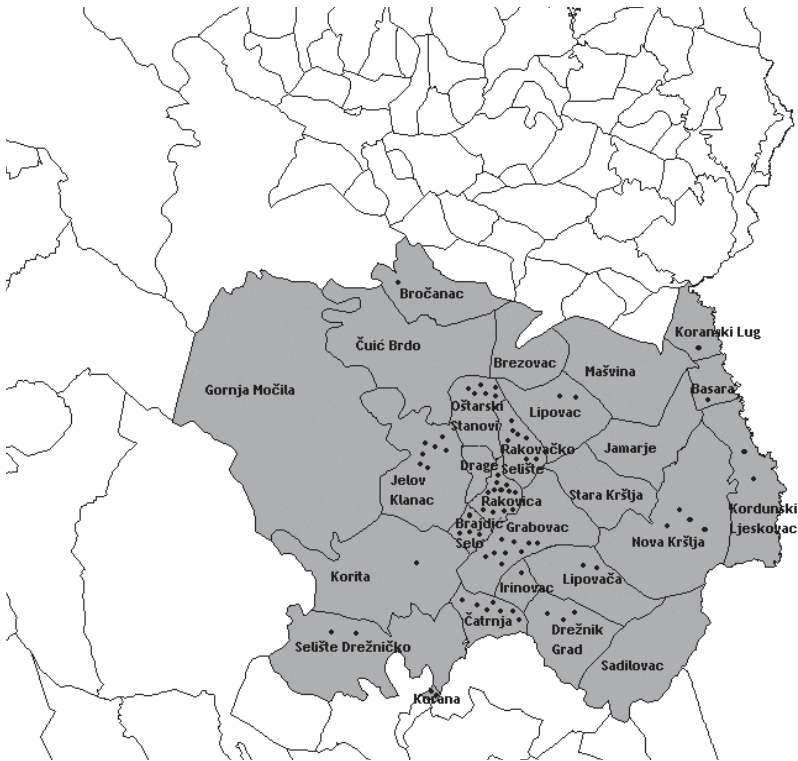 Bročanac
Koranski Lug
Čuić Brdo
Brezovac
Mašvina
Gornja Močila
Basara
Oštarski
Stanovi
Lipovac
Rakovačko
Selište
Jamarje
Drage
Jelov
Klanac
Stara Kršlja
Rakovica
Kordunski
Ljeskovac
Brajdić
Selo
Grabovac
Nova Kršlja
Korita
Irinovac
Lipovača
Čatrnja
Drežnik
Grad
Selište Drežničko
Sadilovac
Korana